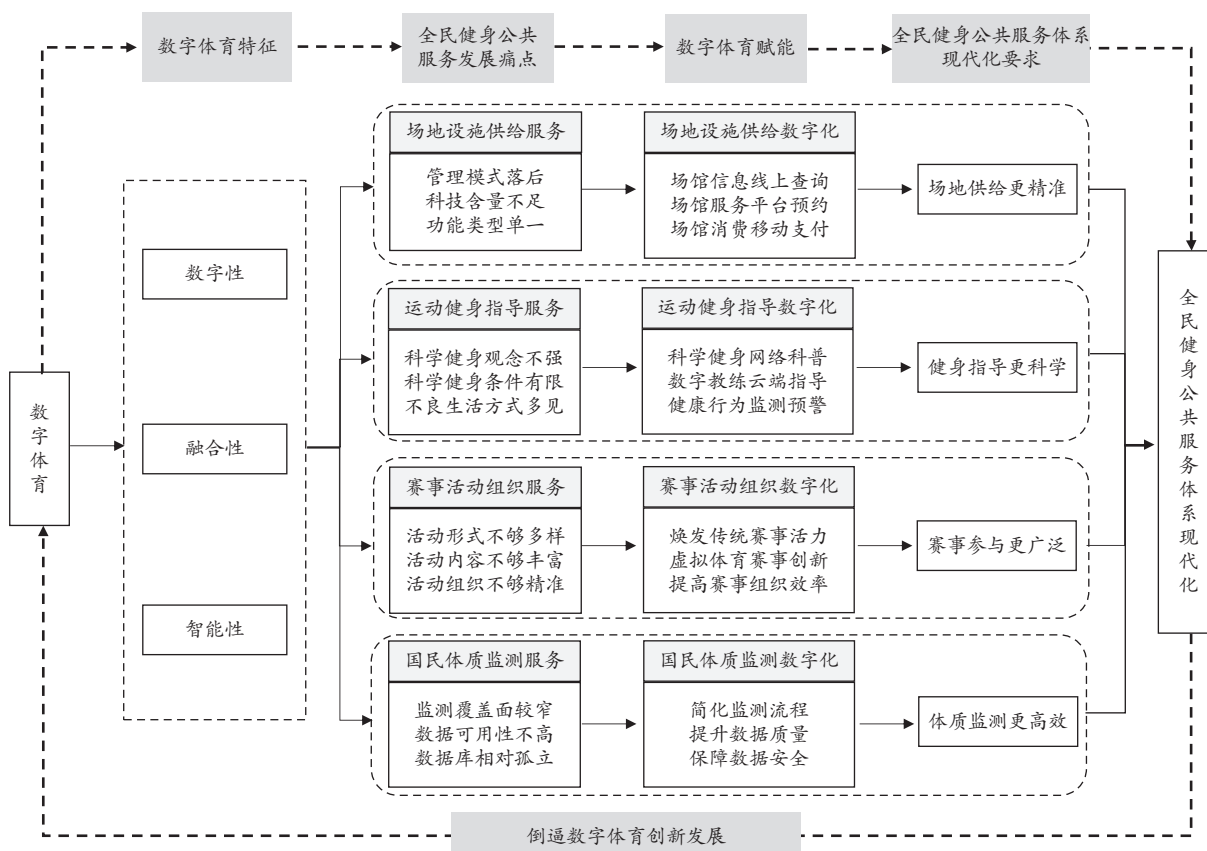 数字体育特征
全民健身公共
服务发展痛点
数字体育赋能
全民健身公共服务体系
现代化要求
数字体育
数字性
融合性
智能性
场地设施供给服务
管理模式落后
科技含量不足
功能类型单一
场地设施供给数字化
场馆信息线上查询
场馆服务平台预约
场馆消费移动支付
场地供给更精准
运动健身指导服务
科学健身观念不强
科学健身条件有限
不良生活方式多见
运动健身指导数字化
科学健身网络科普
数字教练云端指导
健康行为监测预警
健身指导更科学
赛事活动组织服务
活动形式不够多样
活动内容不够丰富
活动组织不够精准
赛事活动组织数字化
焕发传统赛事活力
虚拟体育赛事创新
提高赛事组织效率
赛事参与更广泛
国民体质监测服务
监测覆盖面较窄
数据可用性不高
数据库相对孤立
国民体质监测数字化
简化监测流程
提升数据质量
保障数据安全
体质监测更高效
全民健身公共服务体系现代化
倒逼数字体育创新发展